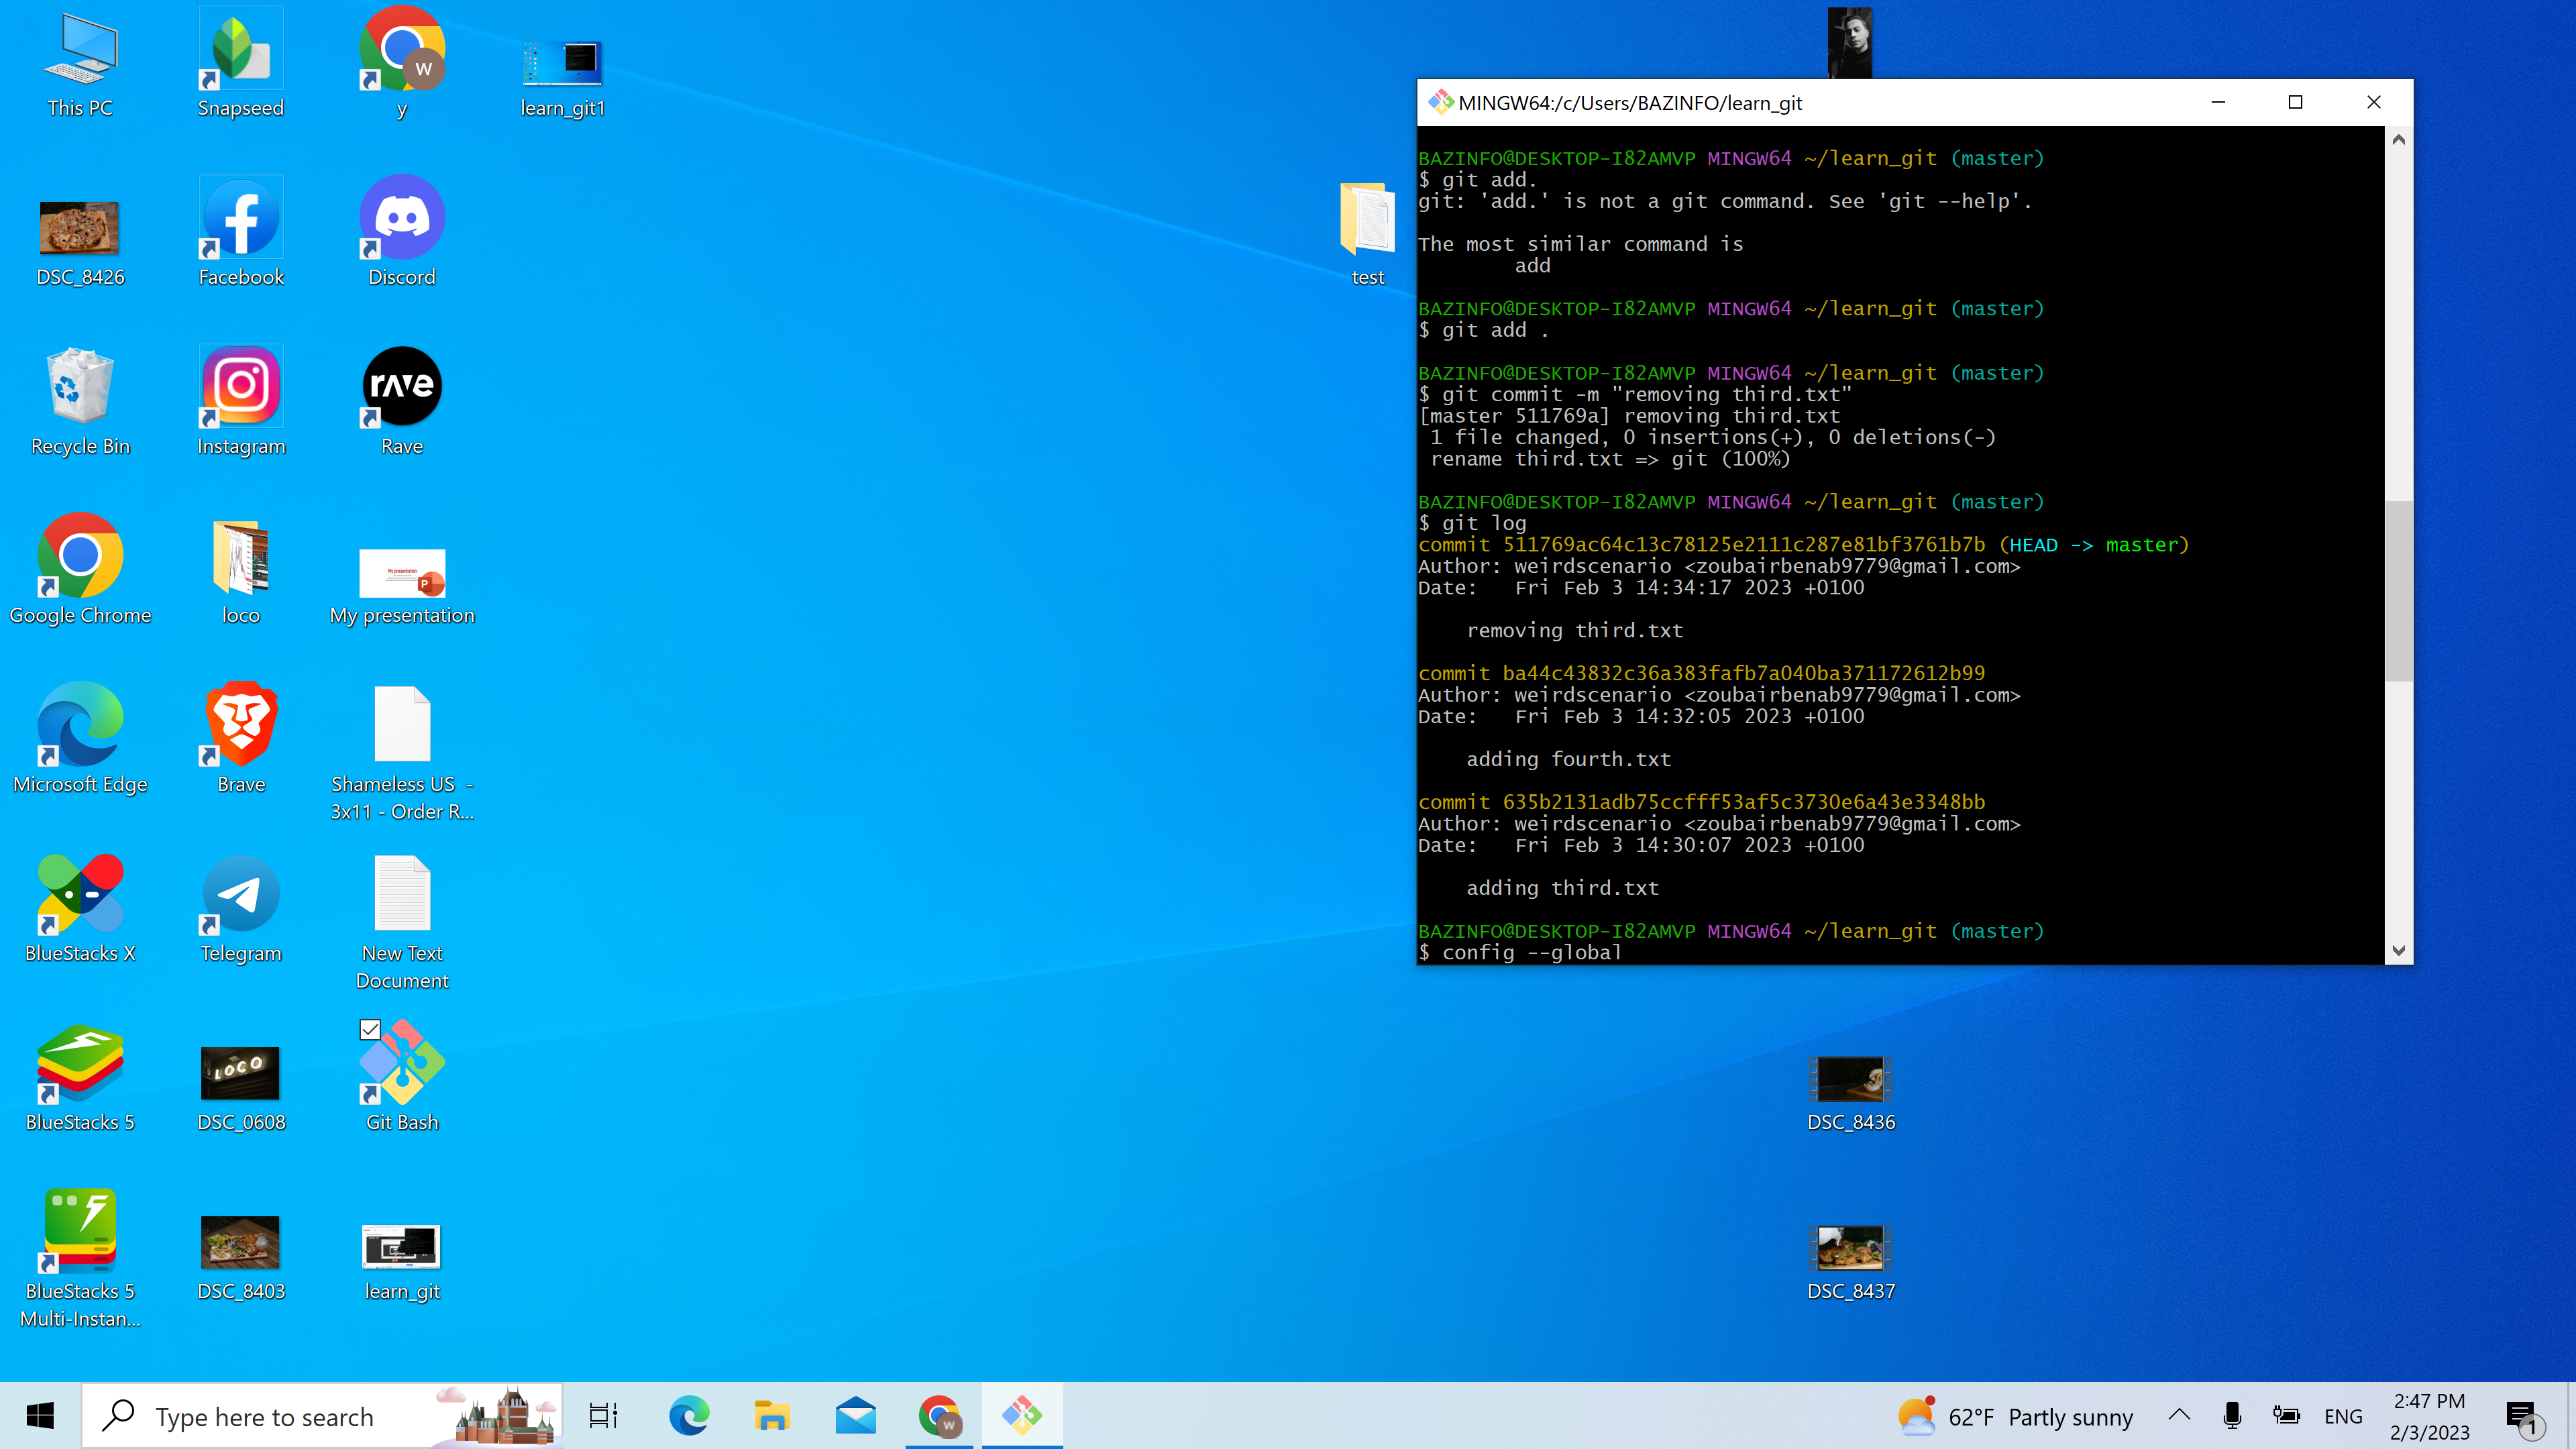 This PC
Snapseed
W
y
learn_git1
DSC_8426
Facebook
Discord
test
Recycle Bin
Instagram
rave
Rave
Google Chrome
loco
My presentation
P
My presentation
Microsoft Edge
Brave
Shameless US -
3x11 - Order R...
BlueStacks X
Telegram
New Text
Document
BlueStacks 5
LOCO
DSC_0608
Git Bash
BlueStacks 5
Multi-Instan...
DSC_8403
learn_git
MINGW64:/c/Users/BAZINFO/learn_git
BAZINFO@DESKTOP-I82AMVP MINGW64 ~/learn_git (master)
$ git add.
git: 'add.' is not a git command. See 'git --help'.
The most similar command is
add
BAZINFO@DESKTOP-I82AMVP MINGW64 ~/learn_git (master)
$ git add .
BAZINFO@DESKTOP-I82AMVP MINGW64 ~/learn_git (master)
$ git commit -m "removing third.txt"
[master 511769a] removing third.txt
1 file changed, 0 insertions(+), 0 deletions(-)
rename third.txt => git (100%)
BAZINFO@DESKTOP-I82AMVP MINGW64 ~/learn_git (master)
$ git log
commit 511769ac64c13c78125e2111c287e81bf3761b7b (HEAD -> master)
Author: weirdscenario <zoubairbenab9779@gmail.com>
Date:   Fri Feb 3 14:34:17 2023 +0100
removing third.txt
commit ba44c43832c36a383fafb7a040ba371172612b99
Author: weirdscenario <zoubairbenab9779@gmail.com>
Date:   Fri Feb 3 14:32:05 2023 +0100
adding fourth.txt
commit 635b2131adb75ccfff53af5c3730e6a43e3348bb
Author: weirdscenario <zoubairbenab9779@gmail.com>
Date:   Fri Feb 3 14:30:07 2023 +0100
adding third.txt
BAZINFO@DESKTOP-I82AMVP MINGW64 ~/learn_git (master)
$ config --global
DSC_8436
DSC_8437
Type here to search
W
62°F Partly sunny
ENG
2:47 PM
2/3/2023
1